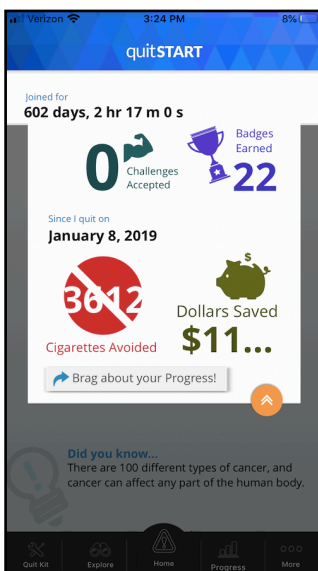 Verizon 3:24 PM 8%
quitSTART
Joined for
602 days, 2 hr 17 m 0 s
0
Challenges
Accepted
Badges
Earned
22
Since I quit on
January 8, 2019
3612
Cigarettes Avoided
Dollars Saved
$11...
Brag about your Progress!
Did you know...
There are 100 different types of cancer, and
cancer can affect any part of the human body.
Quit Kit Explore Home Progress More